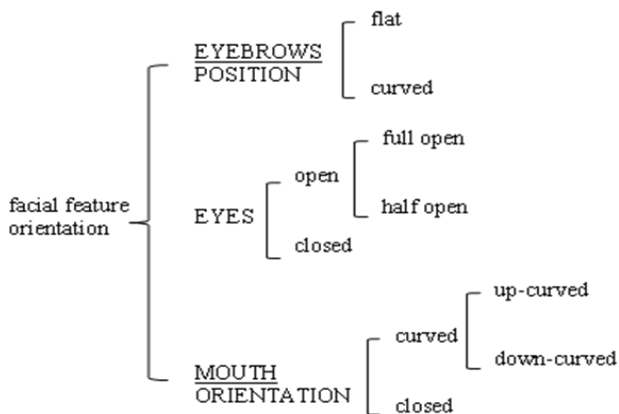 flat
EYEBROWS
POSITION
curved
full open
open
half open
facial feature
orientation
EYES
closed
up-curved
curved
down-curved
MOUTH
ORIENTATION
closed